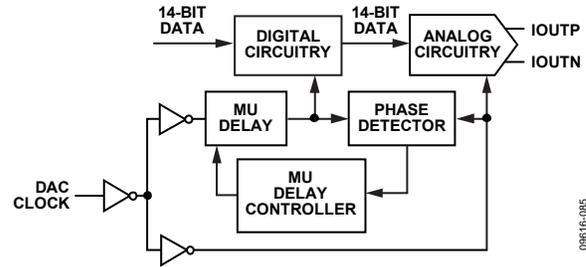 14-BIT
DATA
DIGITAL
CIRCUITRY
14-BIT
DATA
ANALOG
CIRCUITRY
IOUTP
IOUTN
MU
DELAY
PHASE
DETECTOR
MU
DELAY
CONTROLLER
DAC
CLOCK
09616-085